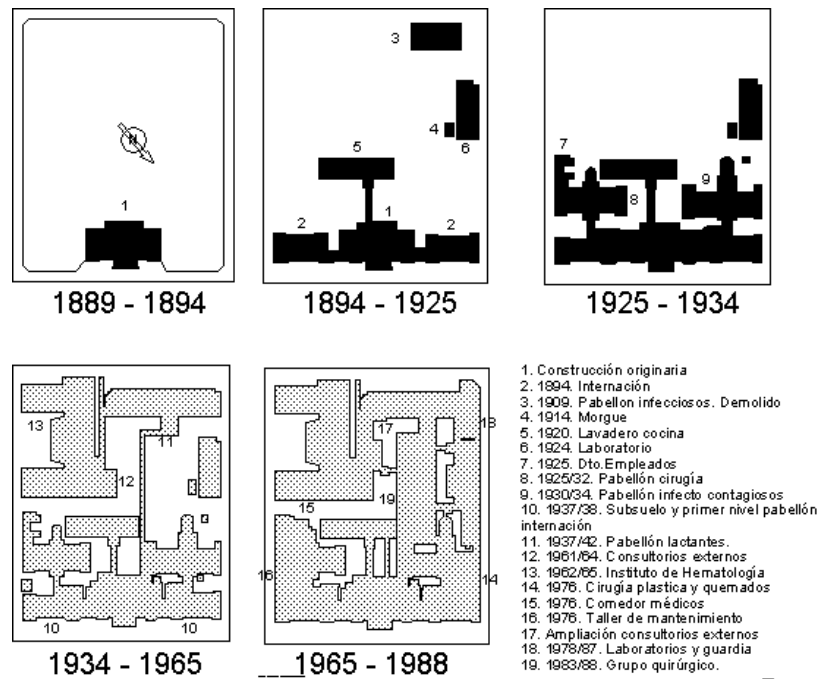 N
1
1889 - 1894
3
4
6
5
2
1
2
1894 - 1925
7
8
9
1925 - 1934
13
11
12
10
10
1934 - 1965
17
18
19
15
16
14
1965 - 1988
1. Construcción originaria
2. 1894. Internación
3. 1909. Pabellon infecciosos. Demolido
4. 1914. Morgue
5. 1920. Lavadero cocina
6. 1924. Laboratorio
7. 1925. Dto.Empleados
8. 1925/32. Pabellón cirugía
9. 1930/34. Pabellón infecto contagiosos
10. 1937/38. Subsuelo y primer nivel pabellón
internación
11. 1937/42. Pabellón lactantes.
12. 1961/64. Consultorios externos
13. 1962/65. Instituto de Hematología
14. 1976. Cirugía plastica y quemados
15. 1976. Comedor médicos
16. 1976. Taller de mantenimiento
17. Ampliación consultorios externos
18. 1978/87. Laboratorios y guardia
19. 1983/88. Grupo quirúrgico.